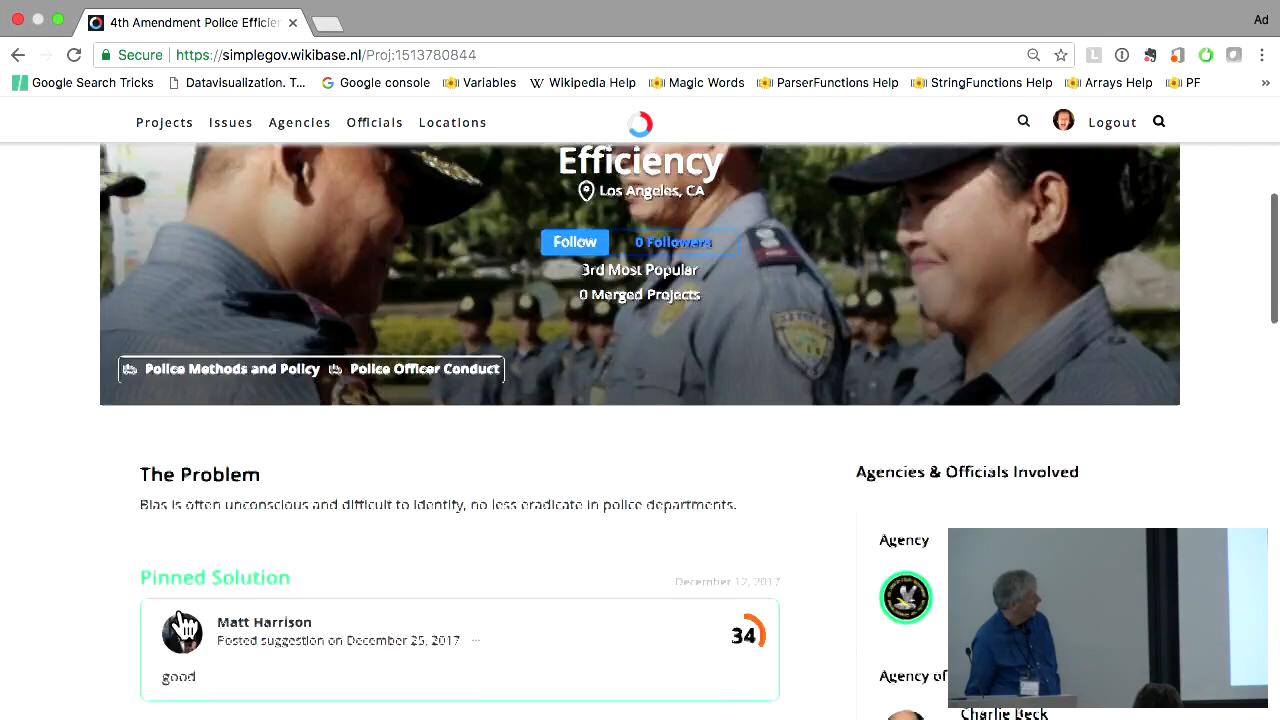 4th Amendment Police Efficien
Ad
Secure https://simplegov.wikibase.nl/Proj:1513780844
Google Search Tricks Datavisualization. T... Google console Variables Wikipedia Help Magic Words ParserFunctions Help StringFunctions Help Arrays Help PF »
Projects Issues Agencies Officials Locations Logout
Efficiency
Los Angeles, CA
Follow 0 Followers
3rd Most Popular
0 Merged Projects
Police Methods and Policy Police Officer Conduct
The Problem
Bias is often unconscious and difficult to identify, no less eradicate in police departments.
Pinned Solution
December 12, 2017
Matt Harrison
Posted suggestion on December 25, 2017 ...
34
good
Agencies & Officials Involved
Agency
Agency of
Charlie Beck